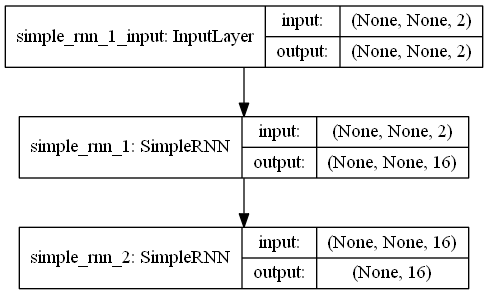 simple_rnn_1_input: InputLayer
input: (None, None, 2)
output: (None, None, 2)
simple_rnn_1: SimpleRNN
input: (None, None, 2)
output: (None, None, 16)
simple_rnn_2: SimpleRNN
input: (None, None, 16)
output: (None, 16)